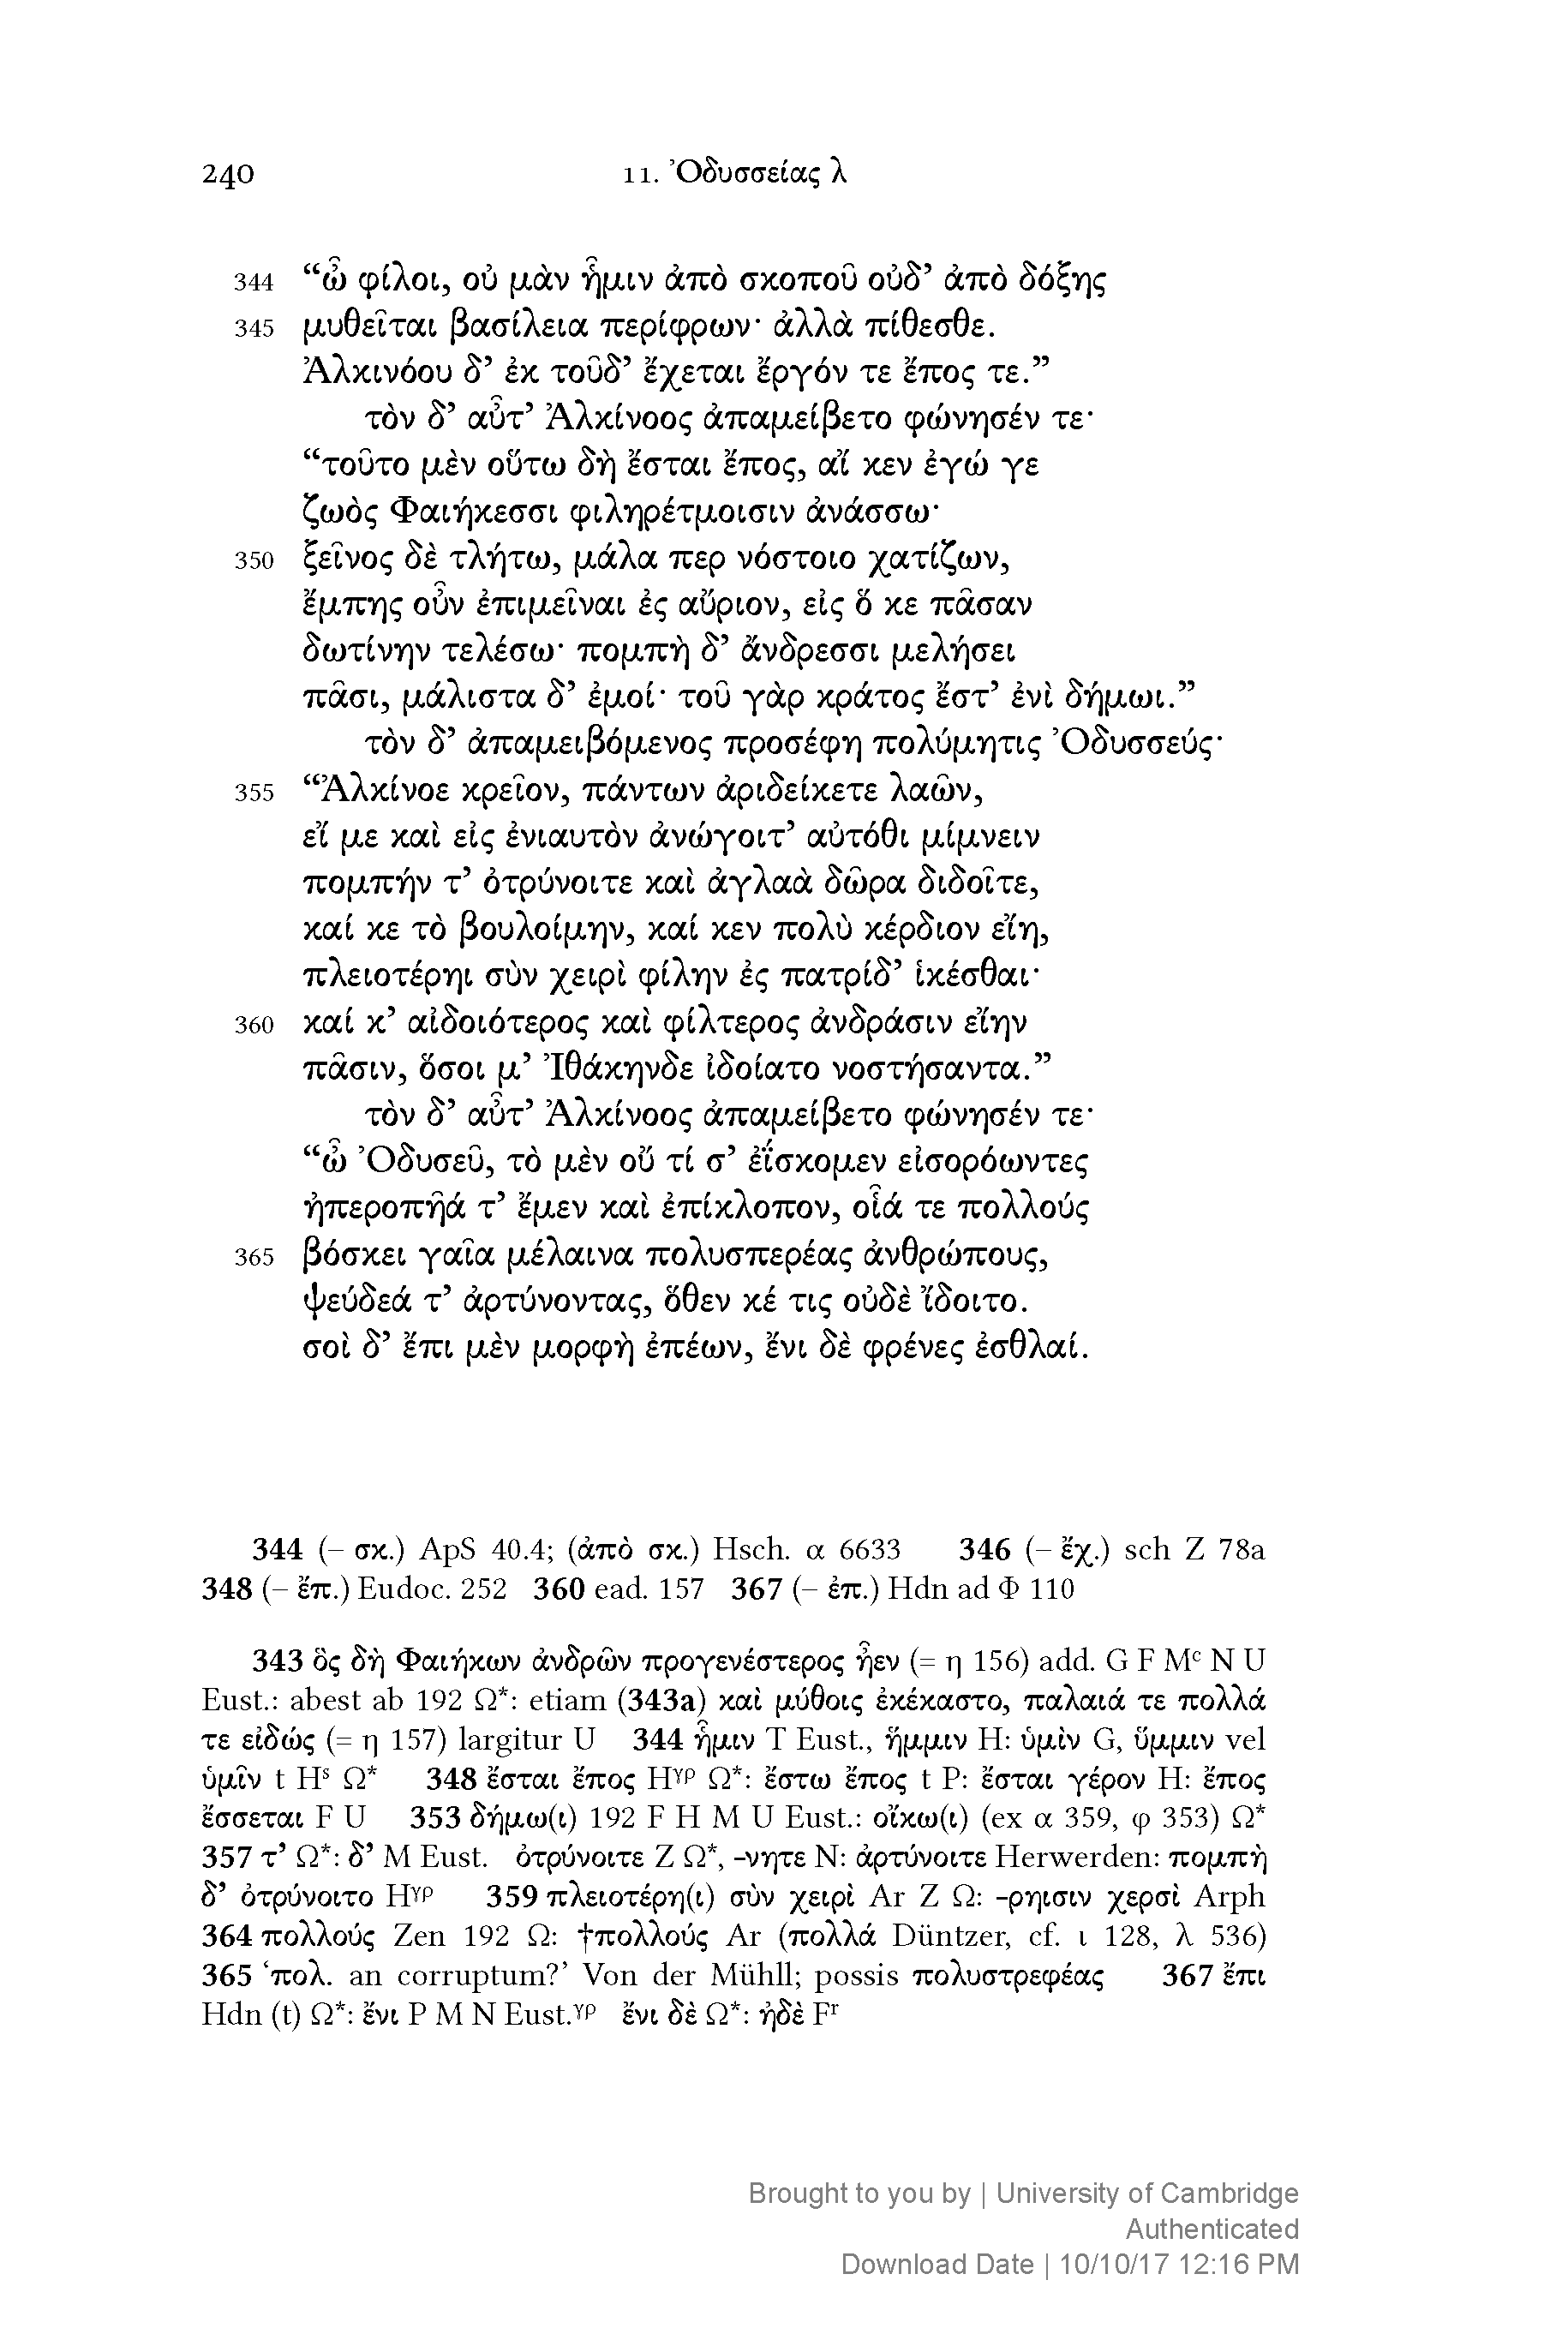 240 11. Ὀδυσσείας λ
344 “ὦ φίλοι, οὐ μὰν ἧμιν ἀπὸ σκοποῦ οὐδ’ ἀπὸ δόξης
345 μυθεῖται βασίλεια περίφρων· ἀλλὰ πίθεσθε.
Ἀλκινόου δ’ ἐκ τοῦδ’ ἔχεται ἔργόν τε ἔπος τε.”
τὸν δ’ αὖτ’ Ἀλκίνοος ἀπαμείβετο φώνησέν τε·
“τοῦτο μὲν οὕτω δὴ ἔσται ἔπος, αἴ κεν ἐγώ γε
ζωὸς Φαιήκεσσι φιληρέτμοισιν ἀνάσσω·
350 ξεῖνος δὲ τλήτω, μάλα περ νόστοιο χατίζων,
ἔμπης οὖν ἐπιμεῖναι ἐς αὔριον, εἰς ὅ κε πᾶσαν
δωτίνην τελέσω· πομπὴ δ’ ἄνδρεσσι μελήσει
πᾶσι, μάλιστα δ’ ἐμοί· τοῦ γὰρ κράτος ἔστ’ ἐνὶ δήμωι.”
τὸν δ’ ἀπαμειβόμενος προσέφη πολύμητις Ὀδυσσεύς·
355 “Ἀλκίνοε κρεῖον, πάντων ἀριδείκετε λαῶν,
εἴ με καὶ εἰς ἐνιαυτὸν ἀνώγοιτ’ αὐτόθι μίμνειν
πομπήν τ’ ὀτρύνοιτε καὶ ἀγλαὰ δῶρα διδοῖτε,
καί κε τὸ βουλοίμην, καί κεν πολὺ κέρδιον εἴη,
πλειοτέρηι σὺν χειρὶ φίλην ἐς πατρίδ’ ἱκέσθαι·
360 καί κ’ αἰδοιότερος καὶ φίλτερος ἀνδράσιν εἴην
πᾶσιν, ὅσοι μ’ Ἰθάκηνδε ἰδοίατο νοστήσαντα.”
τὸν δ’ αὖτ’ Ἀλκίνοος ἀπαμείβετο φώνησέν τε·
“ὦ Ὀδυσεῦ, τὸ μὲν οὔ τί σ’ ἐΐσκομεν εἰσορόωντες
ἠπεροπῆά τ’ ἔμεν καὶ ἐπίκλοπον, οἷά τε πολλούς
365 βόσκει γαῖα μέλαινα πολυσπερέας ἀνθρώπους,
ψεύδεά τ’ ἀρτύνοντας, ὅθεν κέ τις οὐδὲ ἴδοιτο.
σοὶ δ’ ἔπι μὲν μορφὴ ἐπέων, ἔνι δὲ φρένες ἐσθλαί.
344 (– σκ.) ApS 40.4; (ἀπὸ σκ.) Hsch. α 6633 346 (– ἔχ.) sch Z 78a
348 (– ἔπ.) Eudoc. 252 360 ead. 157 367 (– ἐπ.) Hdn ad Φ 110
343 ὃς δὴ Φαιήκων ἀνδρῶν προγενέστερος ἦεν (= η 156) add. G F Mᶜ N U
Eust.: abest ab 192 Ω*: etiam (343a) καὶ μύθοις ἐκέκαστο, παλαιά τε πολλά
τε εἰδώς (= η 157) largitur U 344 ἧμιν T Eust., ἥμμιν H: ὑμὶν G, ὕμμιν vel
ὑμῖν t Hˢ Ω* 348 ἔσται ἔπος Hᵞᴾ Ω*: ἔστω ἔπος t P: ἔσται γέρον H: ἔπος
ἔσσεται F U 353 δήμω(ι) 192 F H M U Eust.: οἴκω(ι) (ex α 359, φ 353) Ω*
357 τ’ Ω*: δ’ M Eust. ὀτρύνοιτε Z Ω*, -νητε N: ἀρτύνοιτε Herwerden: πομπὴ
δ’ ὀτρύνοιτο Hᵞᴾ 359 πλειοτέρη(ι) σὺν χειρὶ Ar Z Ω: -ρηισιν χερσὶ Arph
364 πολλούς Zen 192 Ω: †πολλούς Ar (πολλά Düntzer, cf. ι 128, λ 536)
365 ‘πολ. an corruptum?’ Von der Mühll; possis πολυστρεφέας 367 ἔπι
Hdn (t) Ω*: ἔνι P M N Eust.ᵞᴾ ἔνι δὲ Ω*: ἠδὲ Fʳ
Brought to you by | University of Cambridge
Authenticated
Download Date | 10/10/17 12:16 PM